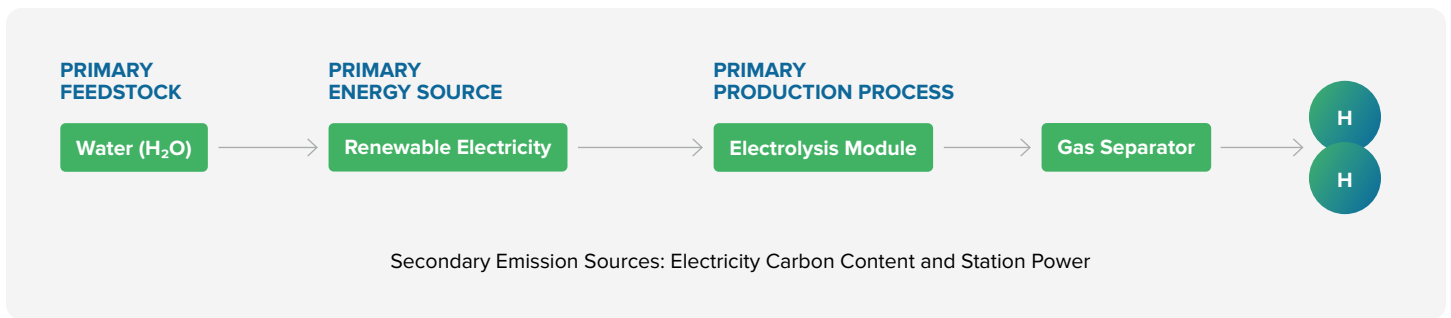 PRIMARY
FEEDSTOCK
PRIMARY
ENERGY SOURCE
PRIMARY
PRODUCTION PROCESS
Water (H₂O)
Renewable Electricity
Electrolysis Module
Gas Separator
H
H
Secondary Emission Sources: Electricity Carbon Content and Station Power